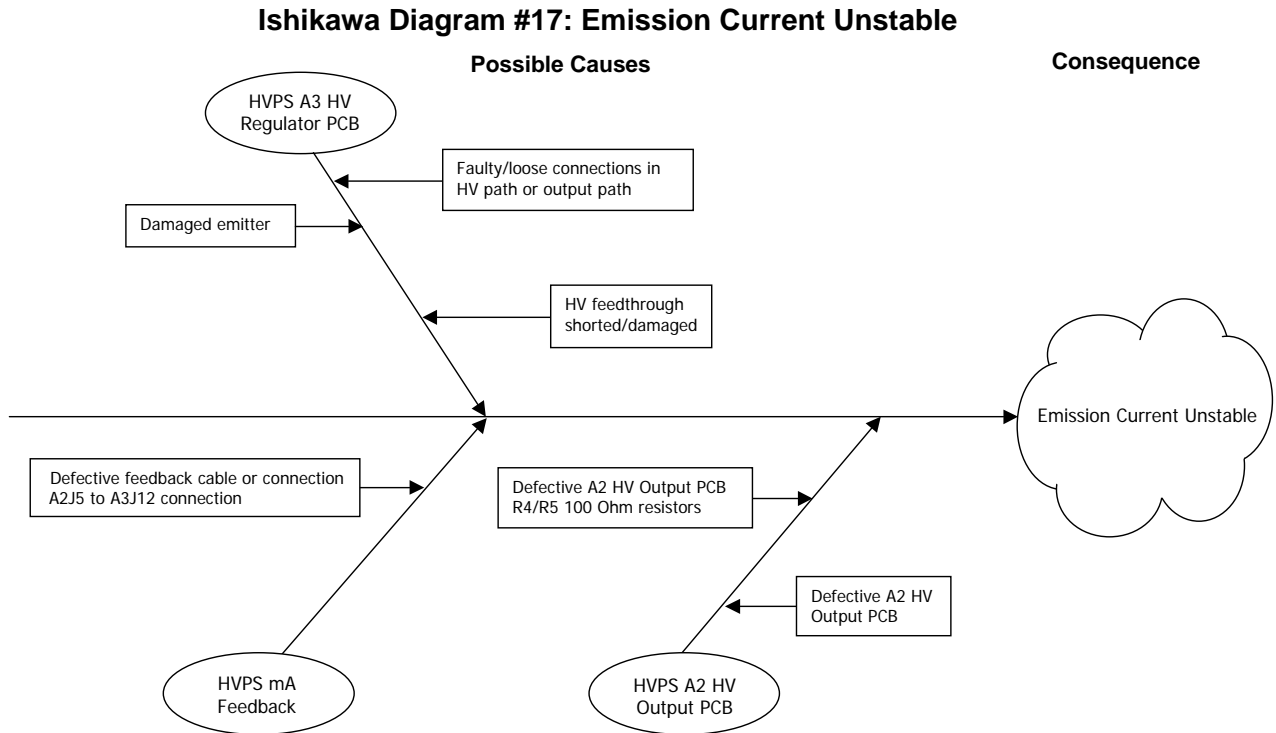 Ishikawa Diagram #17: Emission Current Unstable
Possible Causes
Consequence
HVPS A3 HV
Regulator PCB
Faulty/loose connections in
HV path or output path
Damaged emitter
HV feedthrough
shorted/damaged
Emission Current Unstable
Defective feedback cable or connection
A2J5 to A3J12 connection
Defective A2 HV Output PCB
R4/R5 100 Ohm resistors
Defective A2 HV
Output PCB
HVPS mA
Feedback
HVPS A2 HV
Output PCB